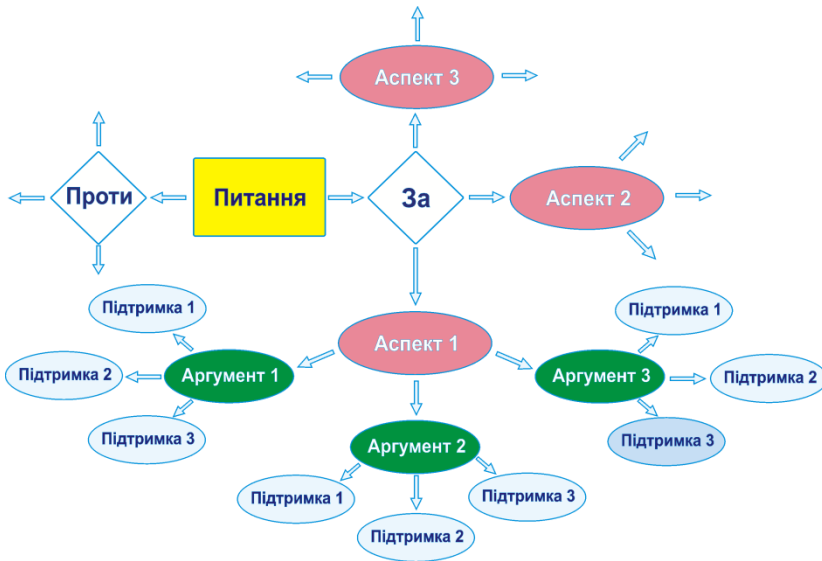 Аспект 3
Проти
Питання
За
Аспект 2
Підтримка 1
Підтримка 1
Аспект 1
Підтримка 2
Аргумент 1
Аргумент 3
Підтримка 2
Підтримка 3
Аргумент 2
Підтримка 3
Підтримка 1
Підтримка 3
Підтримка 2